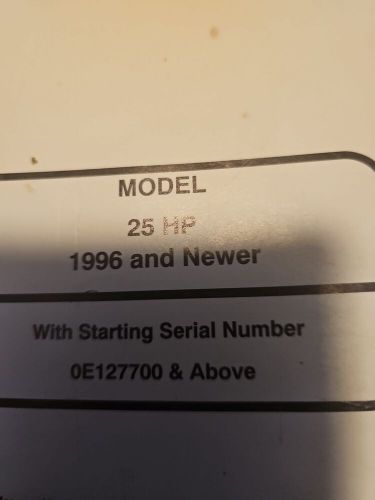 MODEL
25 HP
1996 and Newer
With Starting Serial Number
0E127700 & Above